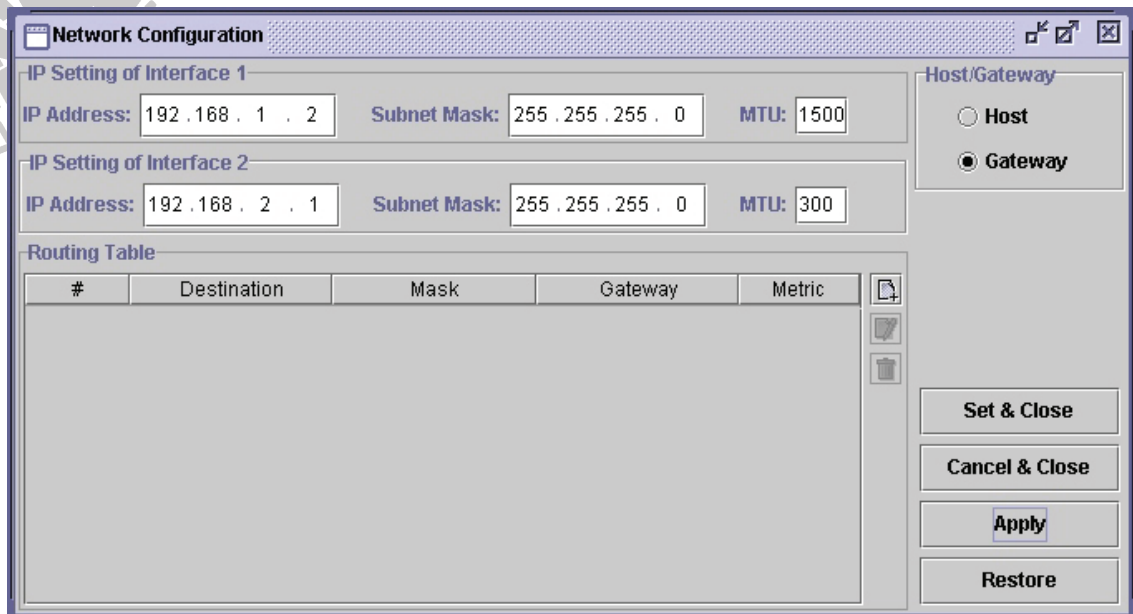 Network Configuration
IP Setting of Interface 1
IP Address: 192.168. 1 . 2 Subnet Mask: 255.255.255. 0 MTU: 1500
IP Setting of Interface 2
IP Address: 192.168. 2 . 1 Subnet Mask: 255.255.255. 0 MTU: 300
Host/Gateway
Host
Gateway
Routing Table
# Destination Mask Gateway Metric
Set & Close
Cancel & Close
Apply
Restore